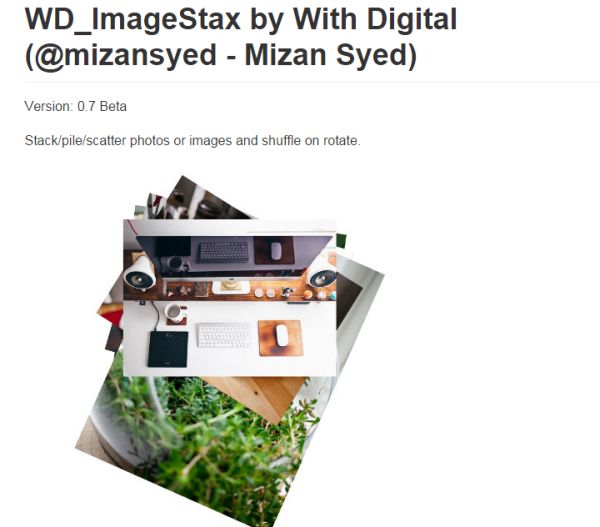 WD_ImageStax by With Digital
(@mizansyed - Mizan Syed)
Version: 0.7 Beta
Stack/pile/scatter photos or images and shuffle on rotate.